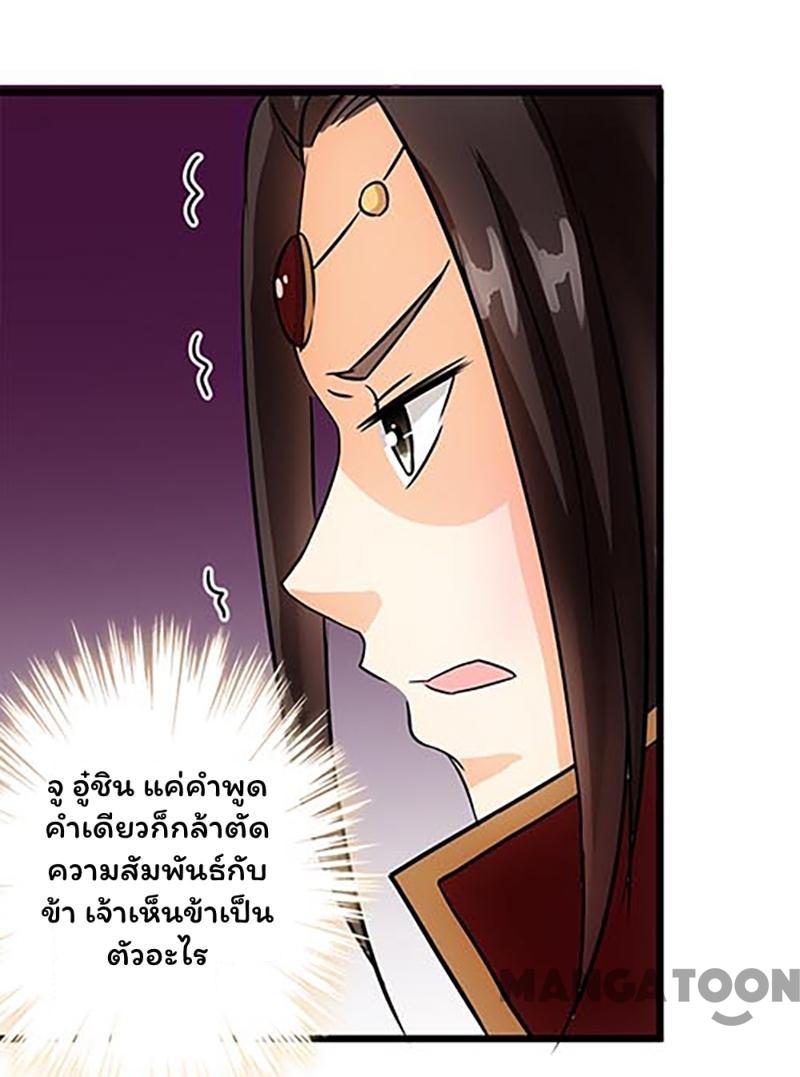 จู อู๋ชิน แค่คำพูด
คำเดียวก็กล้าตัด
ความสัมพันธ์กับ
ข้า เจ้าเห็นข้าเป็น
ตัวอะไร
MANGATOON